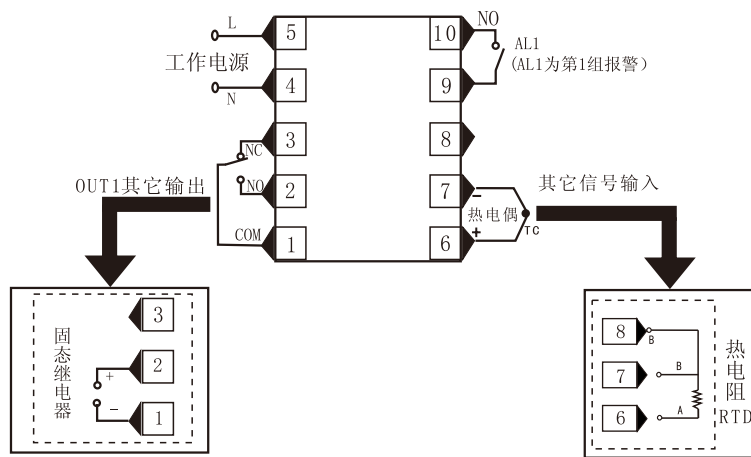 L
工作电源
N
5
4
3
2
1
NC
NO
COM
OUT1其它输出
10
9
8
7
6
NO
AL1
(AL1为第1组报警)
-
热电偶
+
TC
其它信号输入
固态继电器
3
2
1
+
-
8
7
6
B
B
A
热电阻
RTD